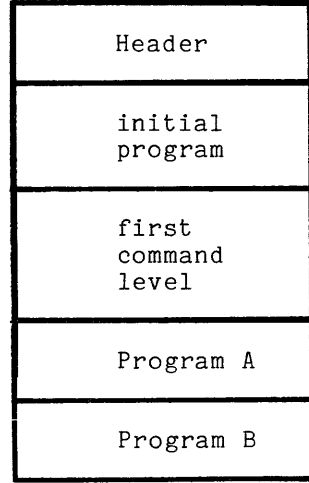 Header
initial
program
first
command
level
Program A
Program B